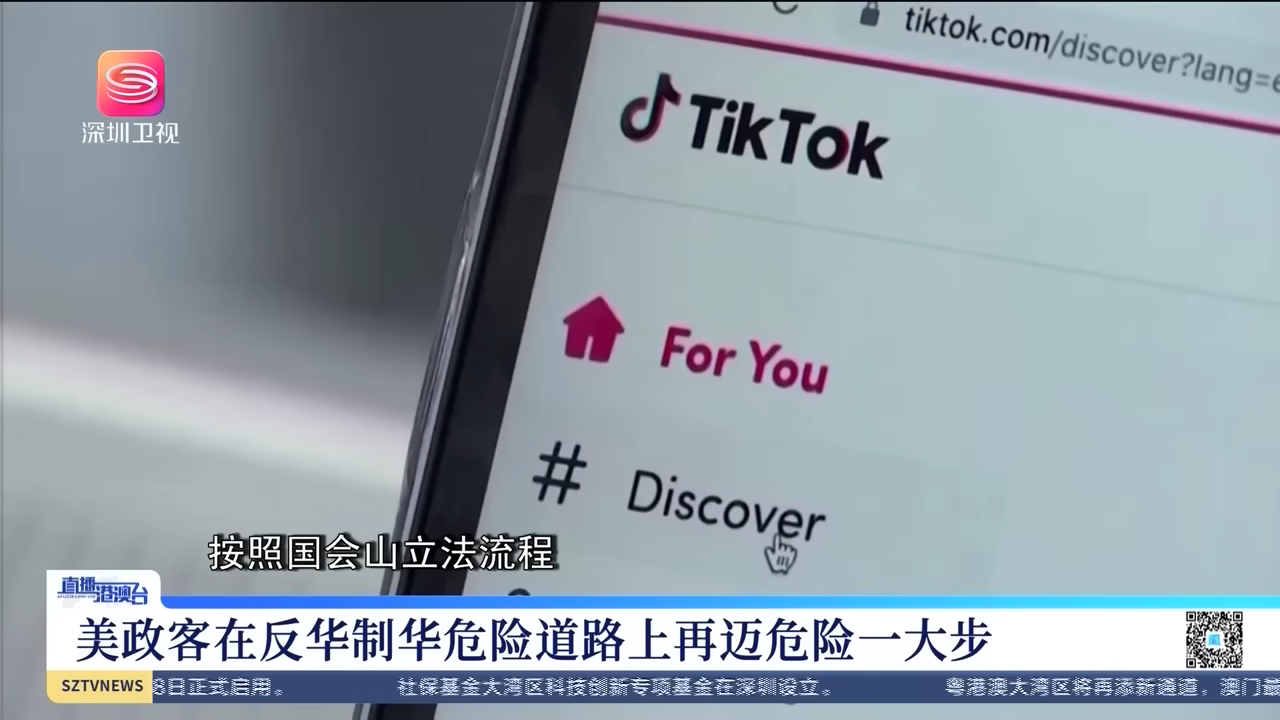 tiktok.com/discover?lang=e
TikTok
深圳卫视
For You
# Discover
按照国会山立法流程
直播港澳台
美政客在反华制华危险道路上再迈危险一大步
SZTVNEWS
8日正式启用。 社保基金大湾区科技创新专项基金在深圳设立。 粤港澳大湾区将再添新通道，澳门最